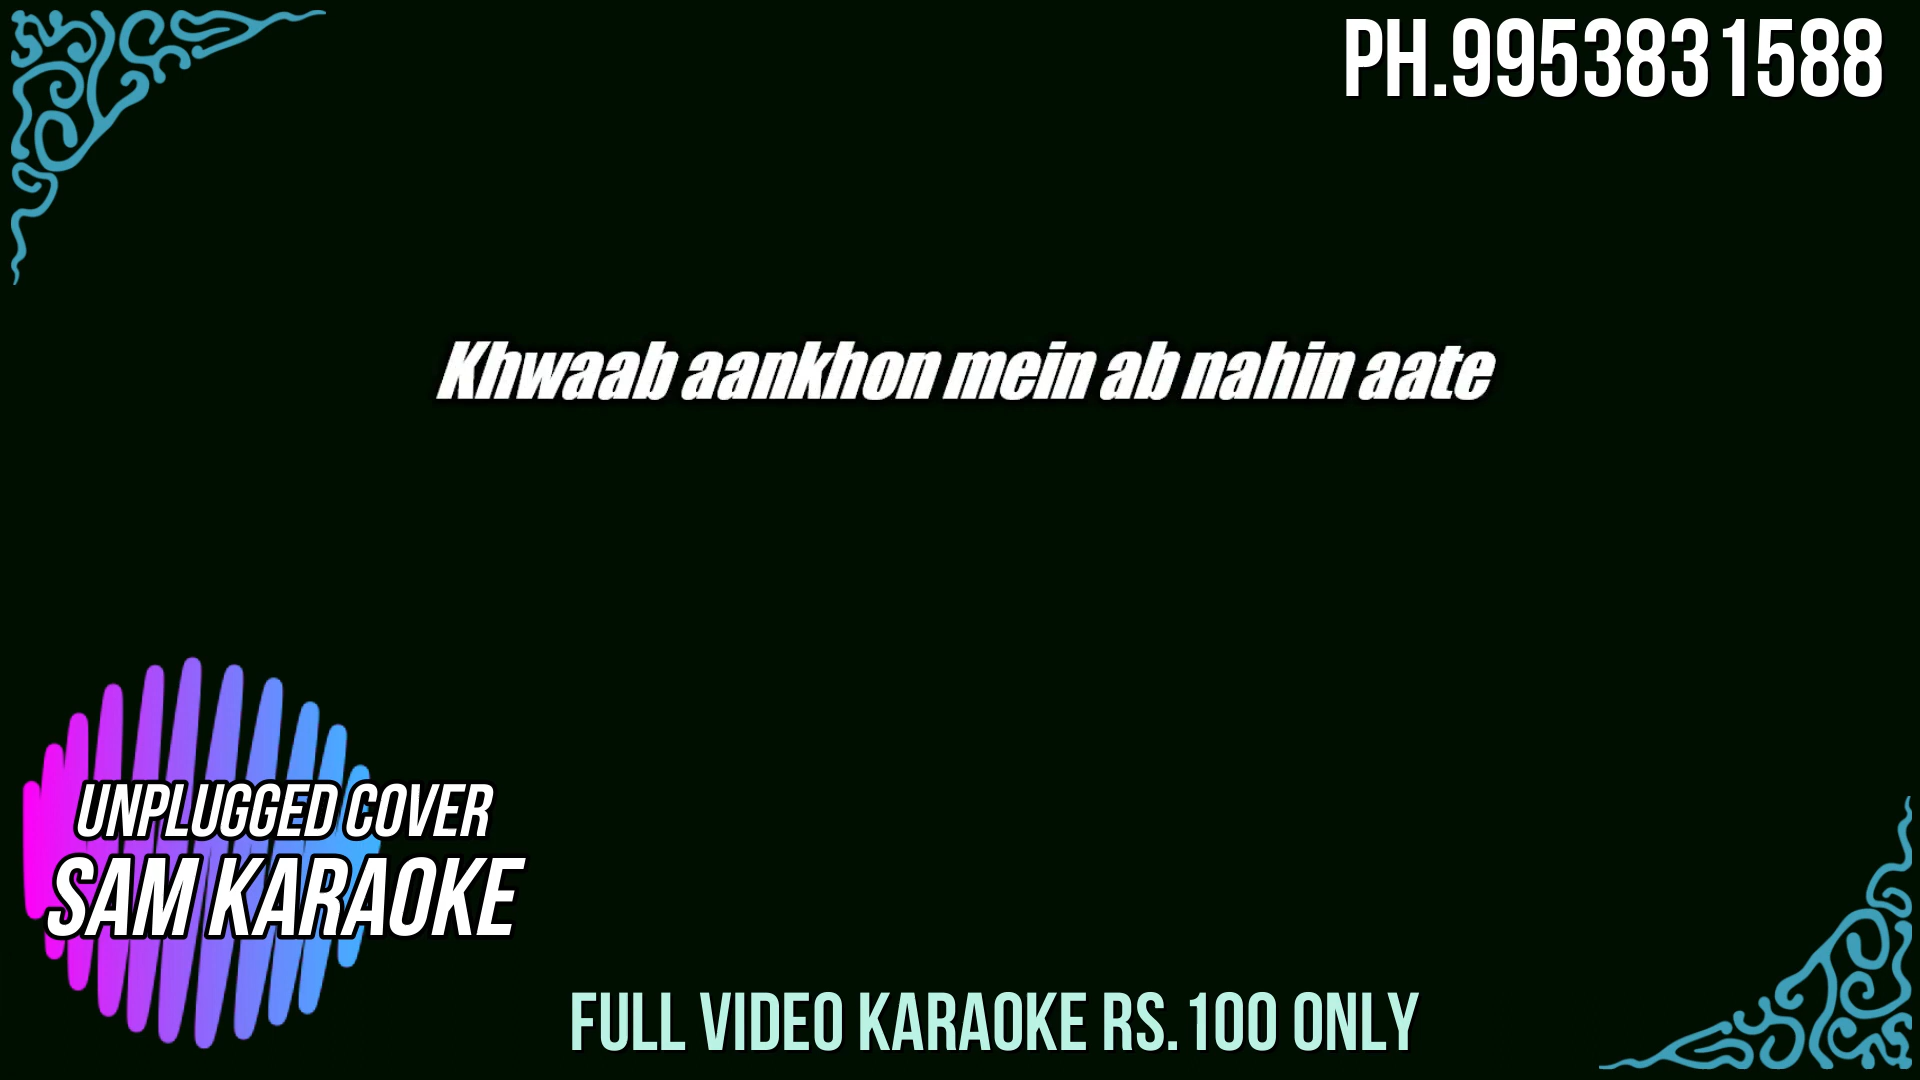 PH.9953831588
Khwaab aankhon mein ab nahin aate
UNPLUGGED COVER
SAM KARAOKE
FULL VIDEO KARAOKE RS.100 ONLY